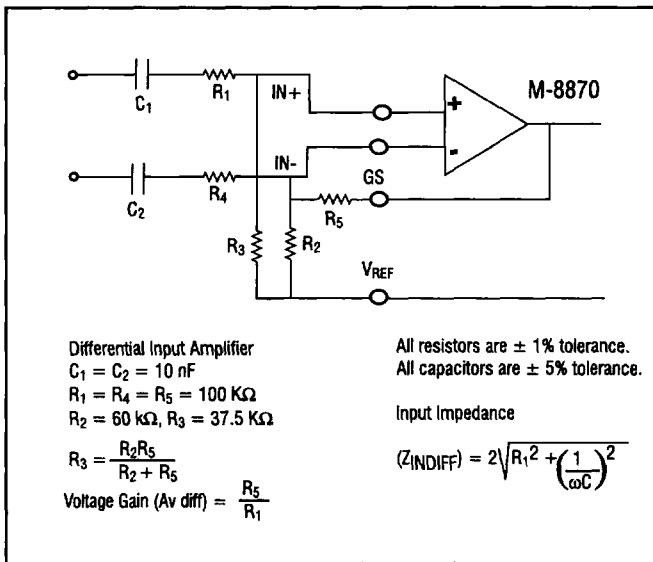 M-8870
IN+
+
C1
R1
IN-
-
GS
C2
R4
R5
R3
R2
VREF
Differential Input Amplifier
C1 = C2 = 10 nF
R1 = R4 = R5 = 100 KΩ
R2 = 60 kΩ, R3 = 37.5 KΩ
R3 = R2R5 / R2 + R5
Voltage Gain (Av diff) = R5 / R1
All resistors are ± 1% tolerance.
All capacitors are ± 5% tolerance.
Input Impedance
(ZINDIFF) = 2√R1² + (1 / ωC)²